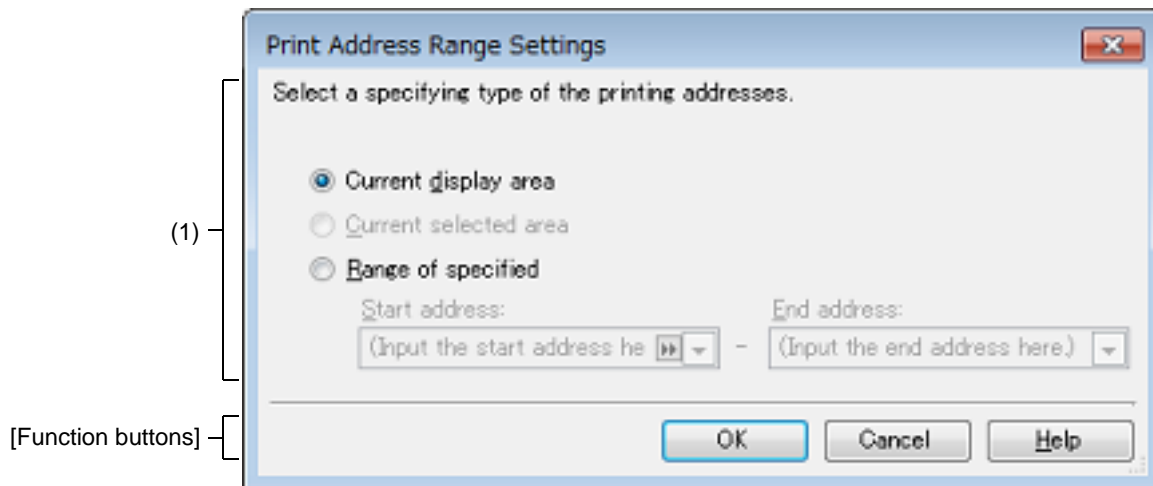 Print Address Range Settings
Select a specifying type of the printing addresses.
(1)
Current display area
Current selected area
Range of specified
Start address: End address:
(Input the start address he - (Input the end address here.)
[Function buttons]
OK Cancel Help